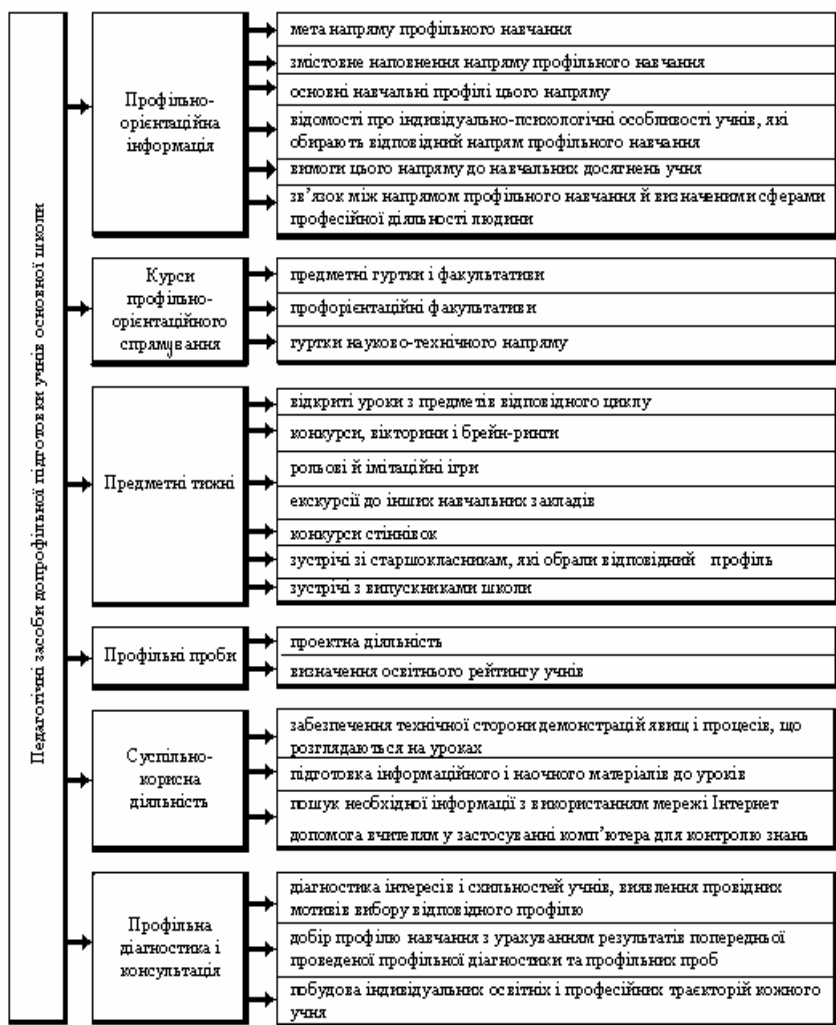 Педагогічні засоби допрофільної підготовки учнів основної школи
Профільно-
орієнтаційна
інформація
мета напряму профільного навчання
змістовне наповнення напряму профільного навчання
основні навчальні профілі цього напряму
відомості про індивідуально-психологічні особливості учнів, які
обирають відповідний напрям профільного навчання
вимоги цього напряму до навчальних досягнень учня
зв’язок між напрямом профільного навчання й визначеними сферами
професійної діяльності людини
Курси
профільно-
орієнтаційного
спрямування
предметні гуртки і факультативи
профорієнтаційні факультативи
гуртки науково-технічного напряму
Предметні тижні
відкриті уроки з предметів відповідного циклу
конкурси, вікторини і брейн-ринги
рольові й імітаційні ігри
екскурсії до інших навчальних закладів
конкурси стіннівок
зустрічі зі старшокласникам, які обрали відповідний профіль
зустрічі з випускниками школи
Профільні проби
проектна діяльність
визначення освітнього рейтингу учнів
Суспільно-
корисна
діяльність
забезпечення технічної сторони демонстрацій явищ і процесів, що
розглядаються на уроках
підготовка інформаційного і наочного матеріалів до уроків
пошук необхідної інформації з використанням мережі Інтернет
допомога вчителям у застосуванні комп’ютера для контролю знань
Профільна
діагностика і
консультація
діагностика інтересів і схильностей учнів, виявлення провідних
мотивів вибору відповідного профілю
добір профілю навчання з урахуванням результатів попередньої
проведеної профільної діагностики та профільних проб
побудова індивідуальних освітніх і професійних траєкторій кожного
учня